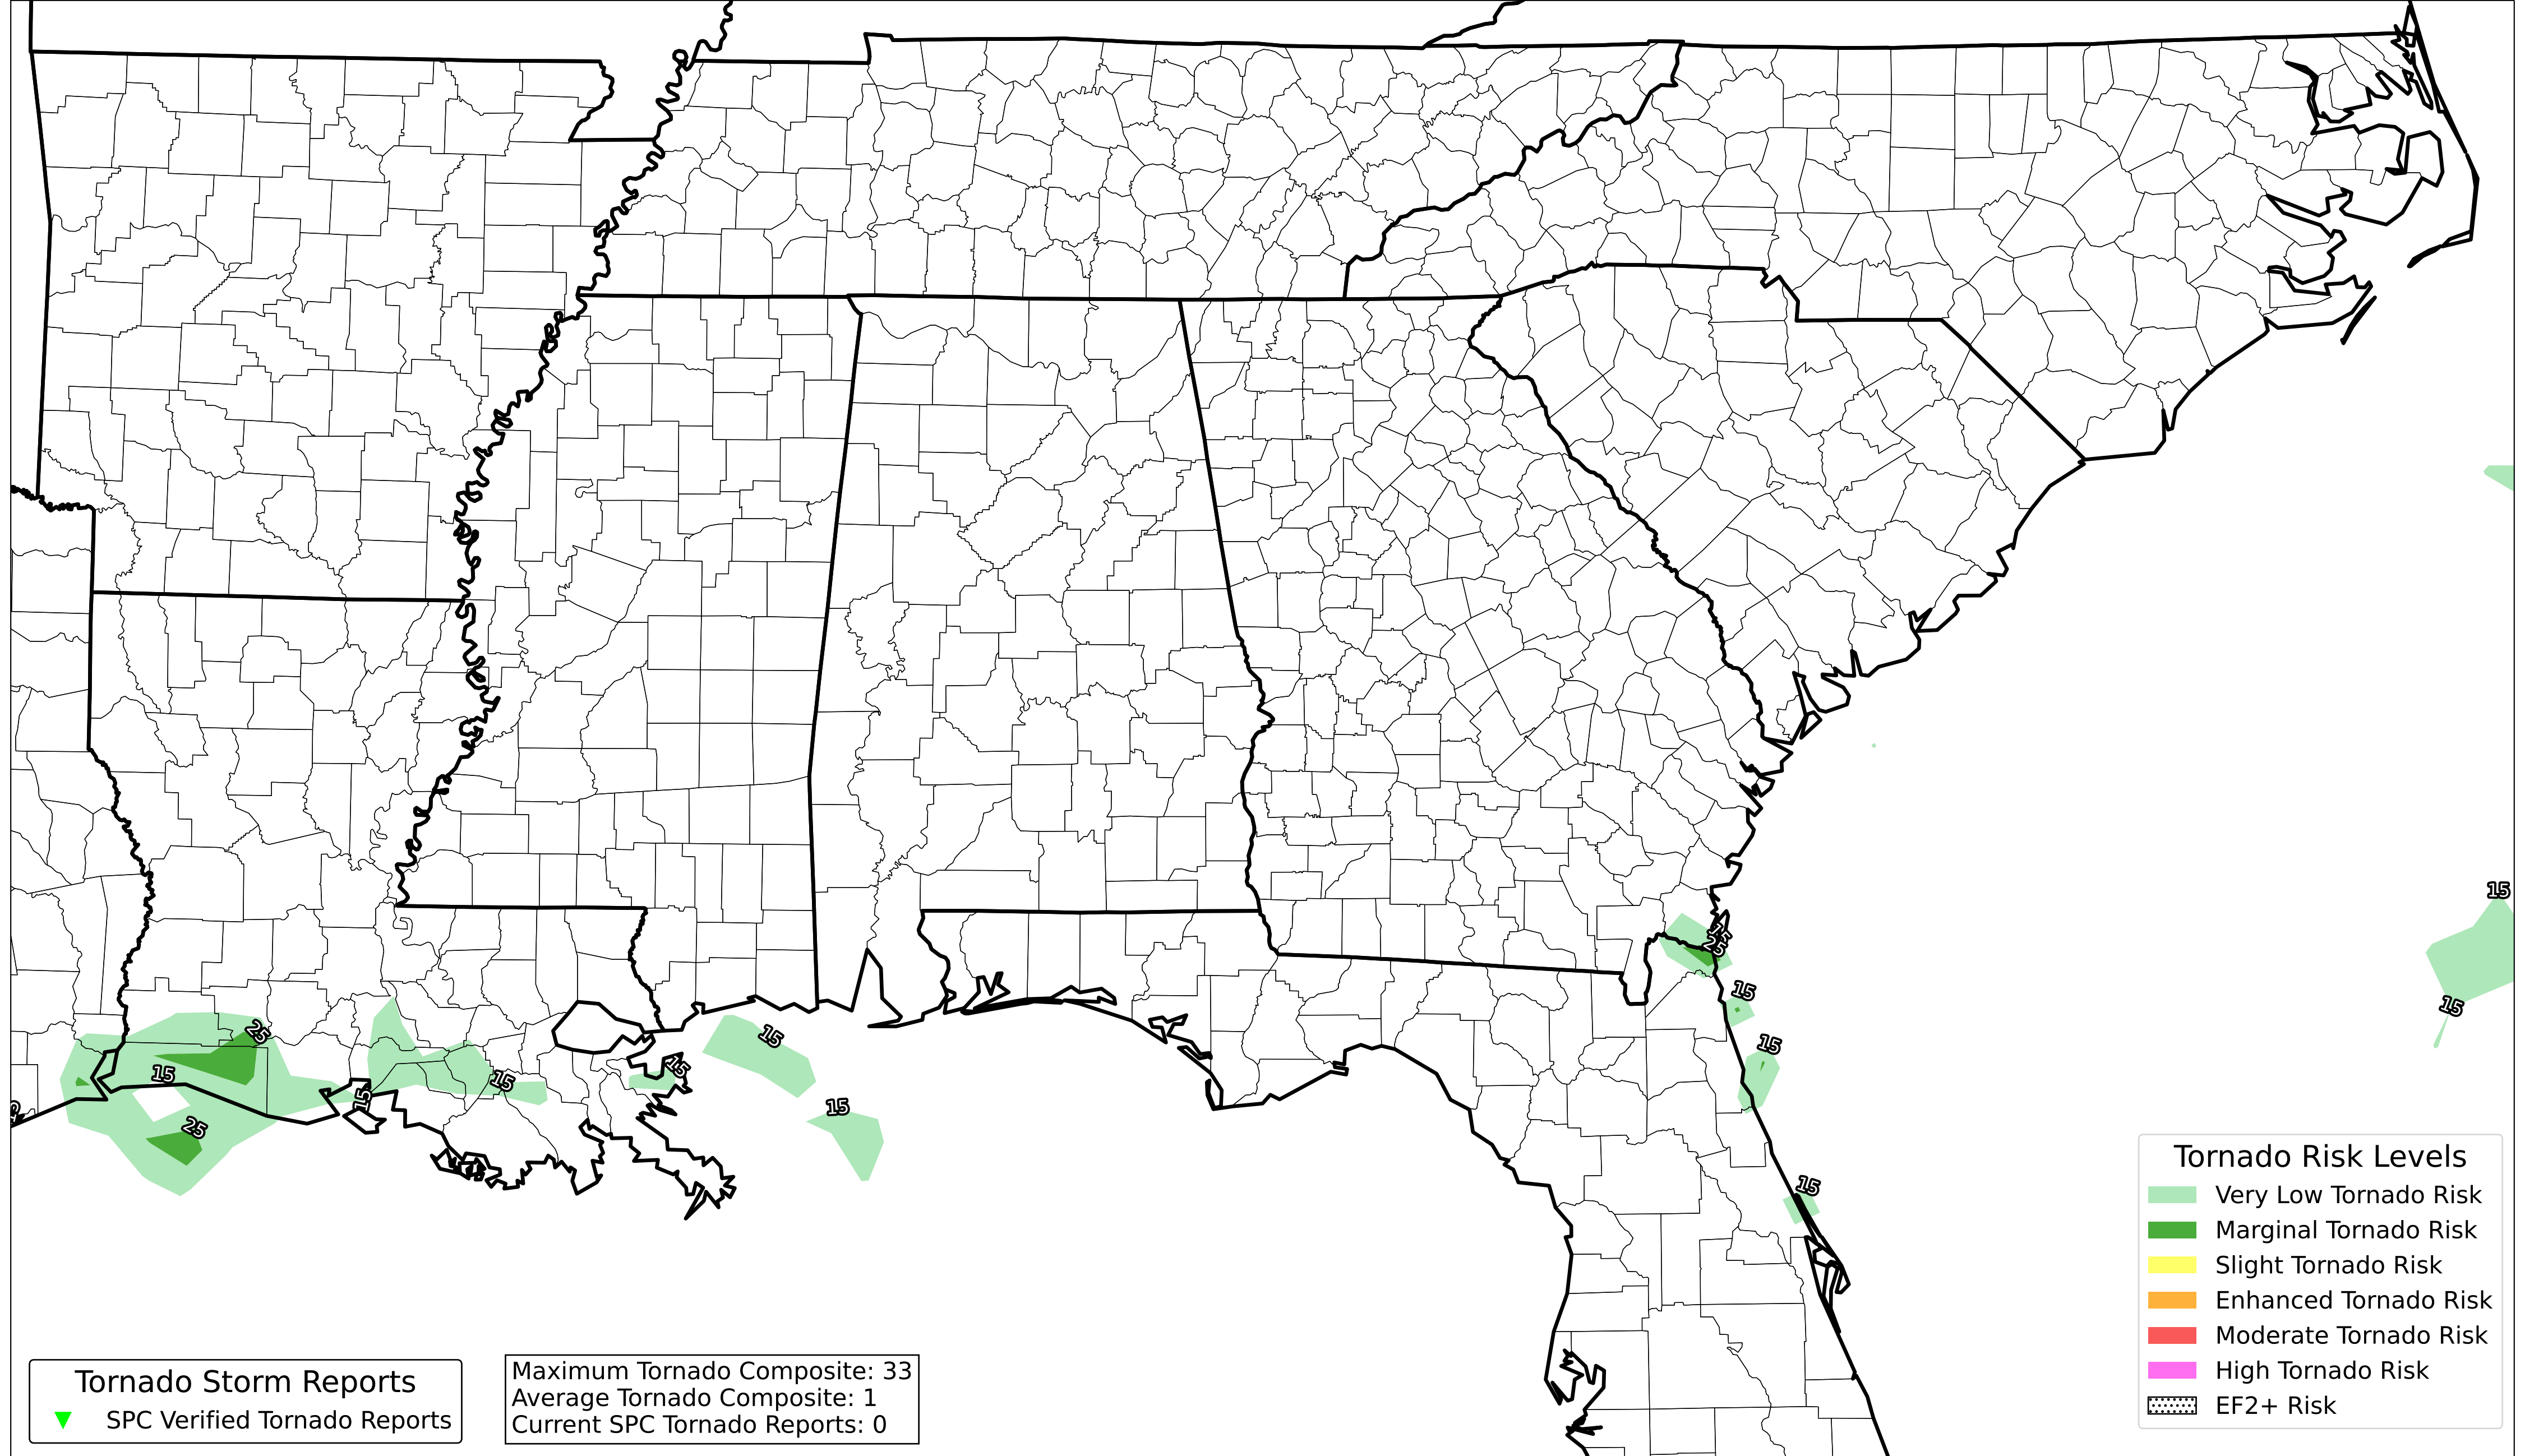 15
15
15
25
15
15
25
15
15
15
15
15
15
25
15
Tornado Risk Levels
Very Low Tornado Risk
Marginal Tornado Risk
Slight Tornado Risk
Enhanced Tornado Risk
Moderate Tornado Risk
High Tornado Risk
EF2+ Risk
Tornado Storm Reports
SPC Verified Tornado Reports
Maximum Tornado Composite: 33
Average Tornado Composite: 1
Current SPC Tornado Reports: 0